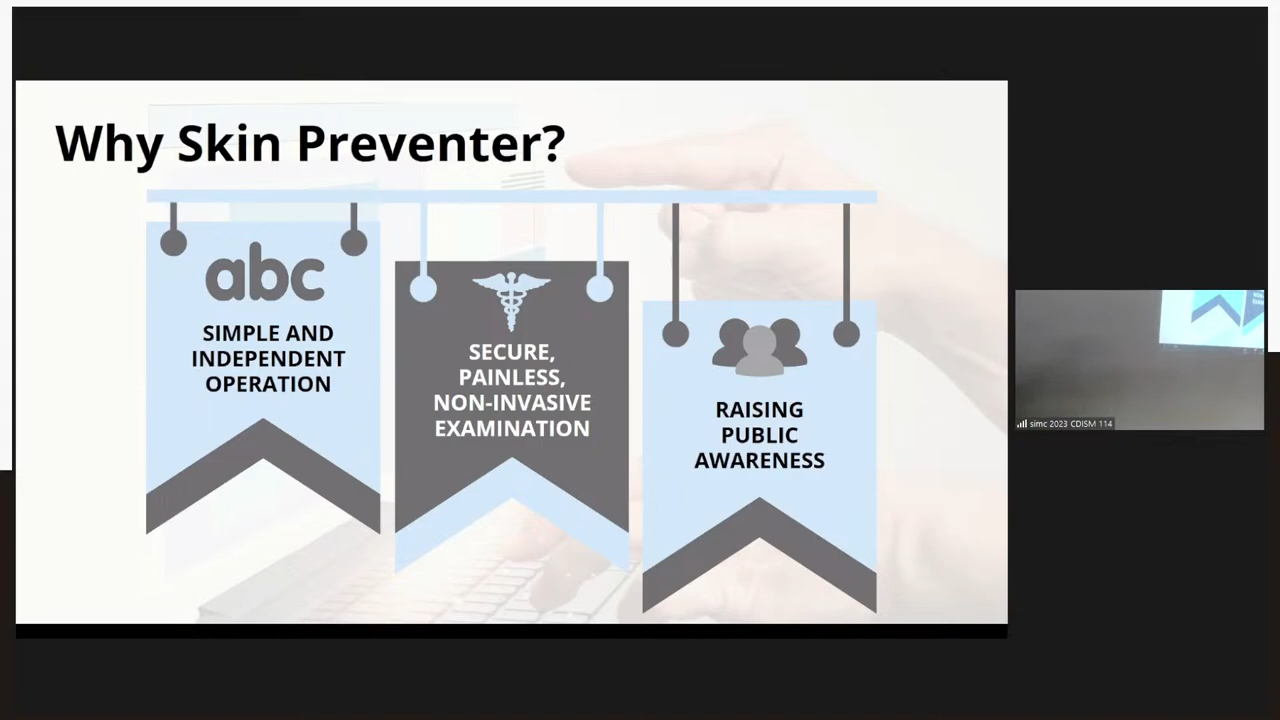 Why Skin Preventer?
abc
SIMPLE AND
INDEPENDENT
OPERATION
SECURE,
PAINLESS,
NON-INVASIVE
EXAMINATION
RAISING
PUBLIC
AWARENESS
simc 2023 CDISM 114